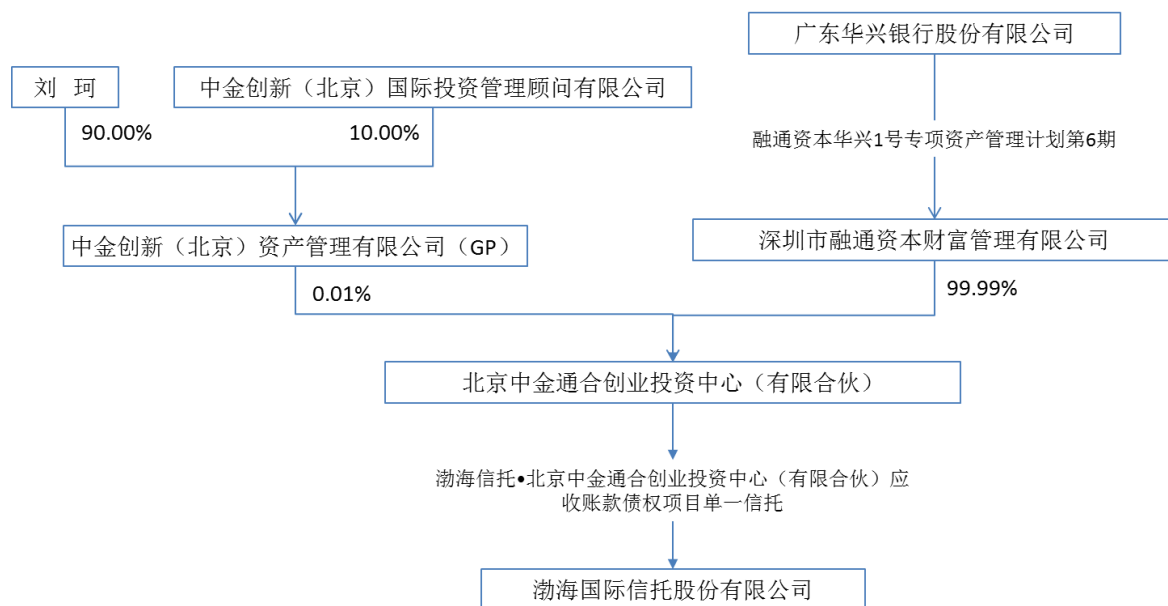 广东华兴银行股份有限公司
刘 珂
中金创新（北京）国际投资管理顾问有限公司
90.00%
10.00%
融通资本华兴1号专项资产管理计划第6期
中金创新（北京）资产管理有限公司（GP）
深圳市融通资本财富管理有限公司
0.01%
99.99%
北京中金通合创业投资中心（有限合伙）
渤海信托•北京中金通合创业投资中心（有限合伙）应
收账款债权项目单一信托
渤海国际信托股份有限公司